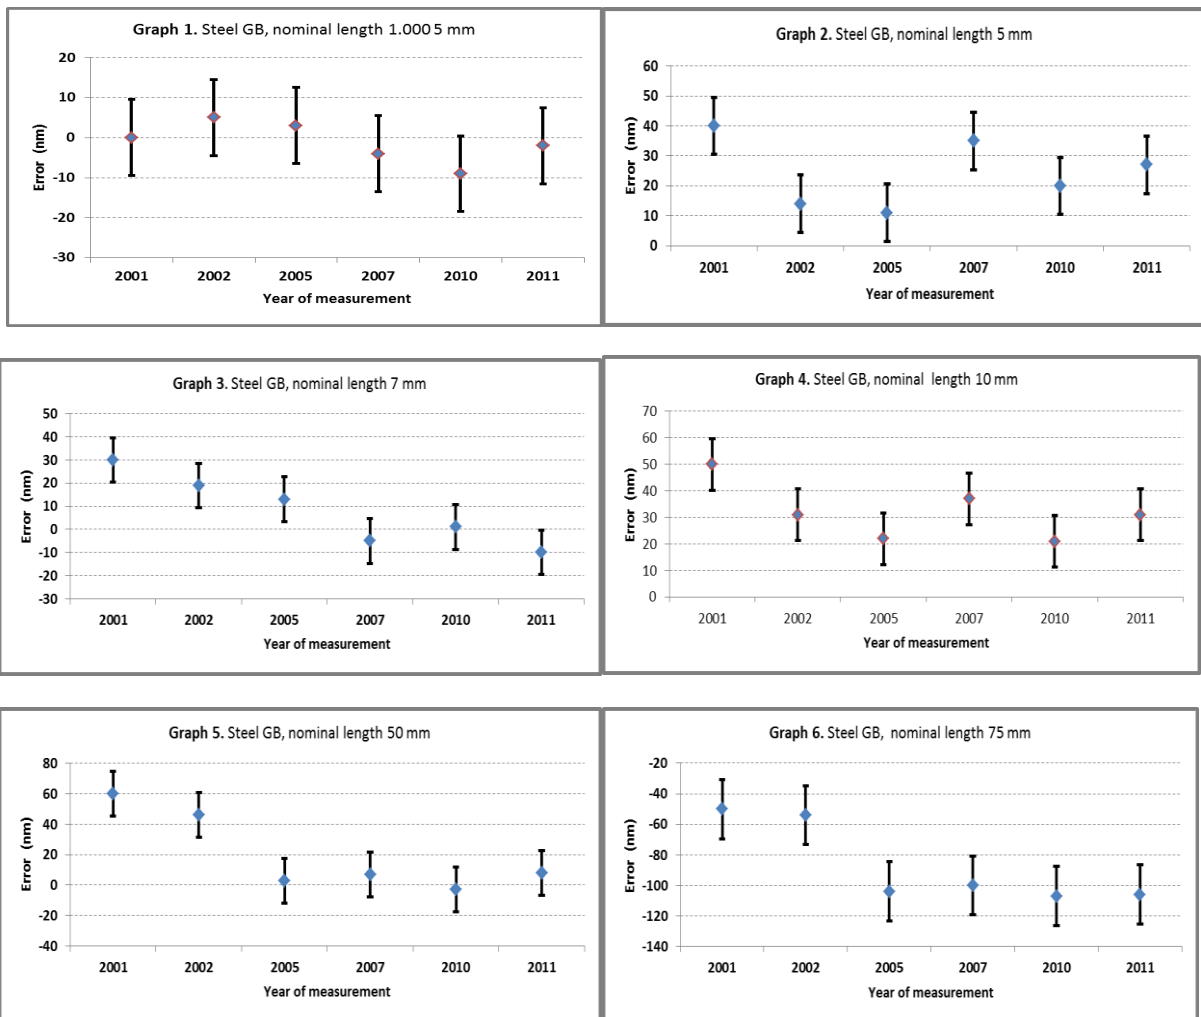 Graph 1. Steel GB, nominal length 1.000 5 mm
20
10
0
-10
-20
-30
Error (nm)
2001 2002 2005 2007 2010 2011
Year of measurement
Graph 2. Steel GB, nominal length 5 mm
60
50
40
30
20
10
0
Error (nm)
2001 2002 2005 2007 2010 2011
Year of measurement
Graph 3. Steel GB, nominal length 7 mm
50
40
30
20
10
0
-10
-20
-30
Error (nm)
2001 2002 2005 2007 2010 2011
Year of measurement
Graph 4. Steel GB, nominal length 10 mm
70
60
50
40
30
20
10
0
Error (nm)
2001 2002 2005 2007 2010 2011
Year of measurement
Graph 5. Steel GB, nominal length 50 mm
80
60
40
20
0
-20
-40
Error (nm)
2001 2002 2005 2007 2010 2011
Year of measurement
Graph 6. Steel GB, nominal length 75 mm
-20
-40
-60
-80
-100
-120
-140
Error (nm)
2001 2002 2005 2007 2010 2011
Year of measurement